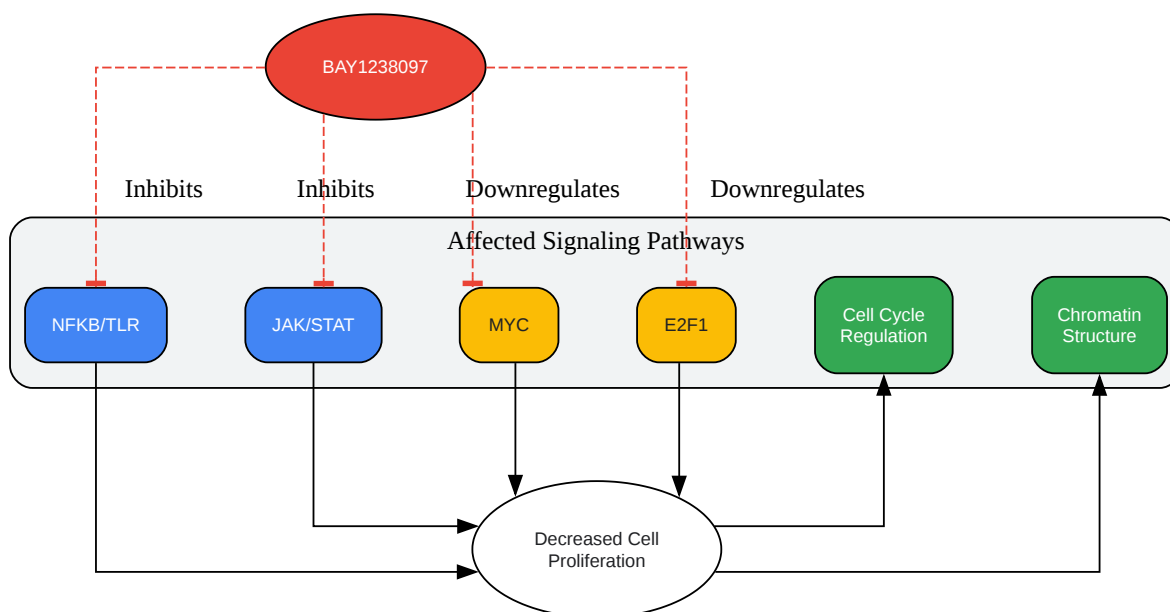 BAY1238097
Inhibits
Inhibits
Downregulates
Downregulates
Affected Signaling Pathways
NFKB/TLR
JAK/STAT
MYC
E2F1
Cell Cycle
Regulation
Chromatin
Structure
Decreased Cell
Proliferation